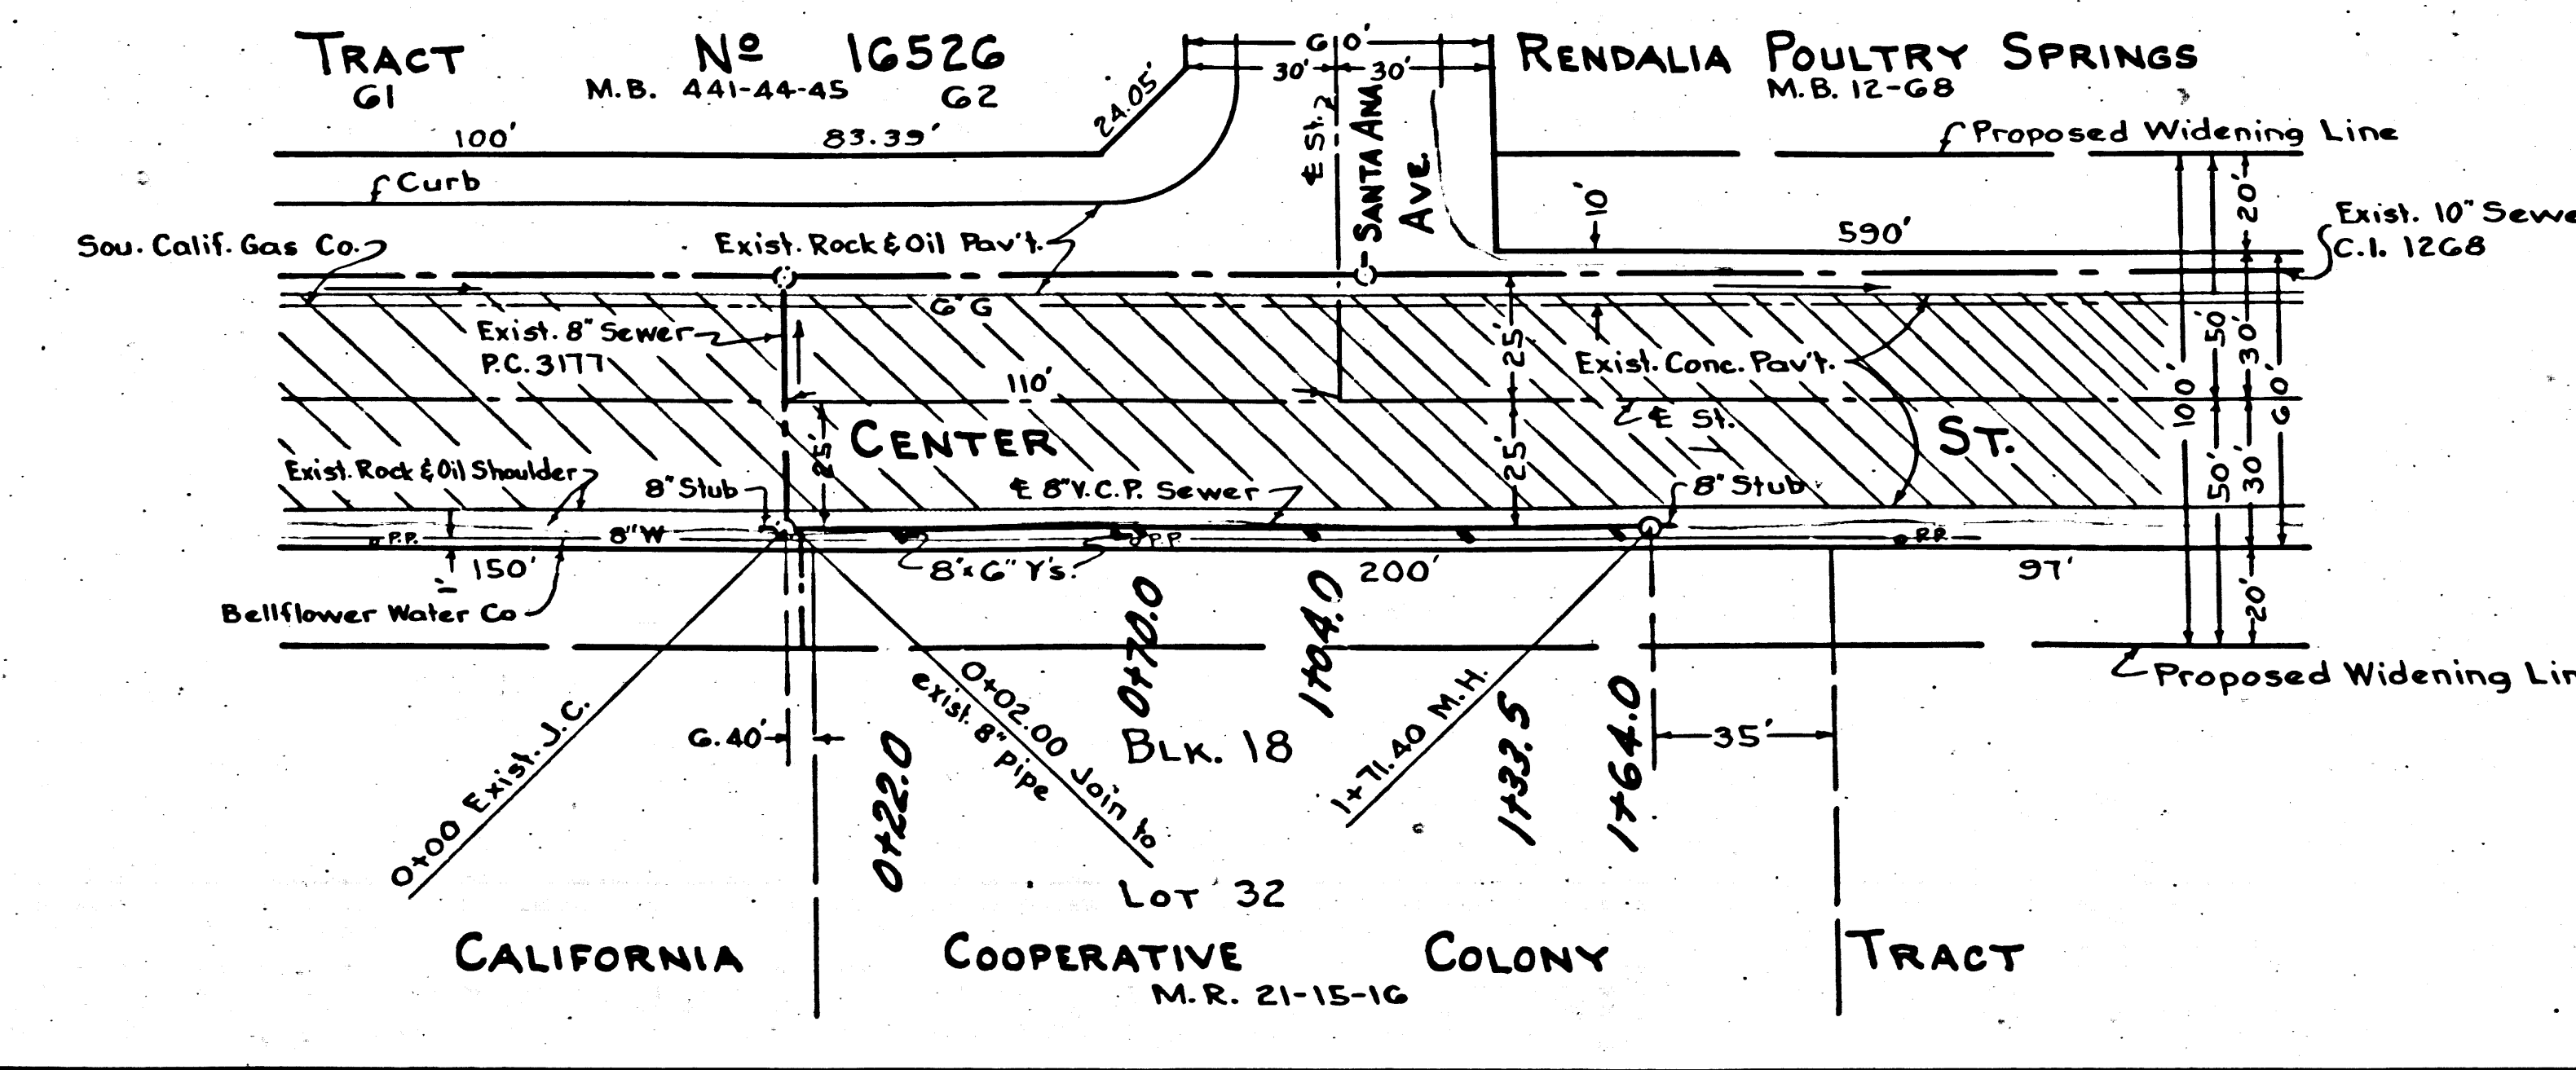 TRACT Nº 16526
M.B. 441-44-45
61
62
100'
83.39'
24.05'
60'
30' 30'
RENDALIA POULTRY SPRINGS
M.B. 12-68
Proposed Widening Line
℄ St.
SANTA ANA
AVE.
Curb
Sou. Calif. Gas Co.
Exist. Rock & Oil Pav't.
10'
590'
20'
Exist. 10" Sewe
C.I. 1268
6"G
Exist. 8" Sewer
P.C. 3177
110'
25'
Exist. Conc. Pav't.
50'
30'
100'
60'
℄ St.
CENTER ST.
25'
25'
Exist. Rock & Oil Shoulder
8" Stub
℄ 8" V.C.P. Sewer
8" Stub
50'
30'
P.P.
8"W
P.P.
P.P.
1'
150'
8"x6" Y's.
200'
97'
20'
Bellflower Water Co
Proposed Widening Lin
0+00 Exist. J.C.
6.40'
0+22.0
0+02.00 Join to
exist. 8" pipe
0+70.0
1+04.0
1+71.40 M.H.
1+33.5
1+64.0
35'
BLK. 18
LOT 32
CALIFORNIA COOPERATIVE COLONY TRACT
M.R. 21-15-16